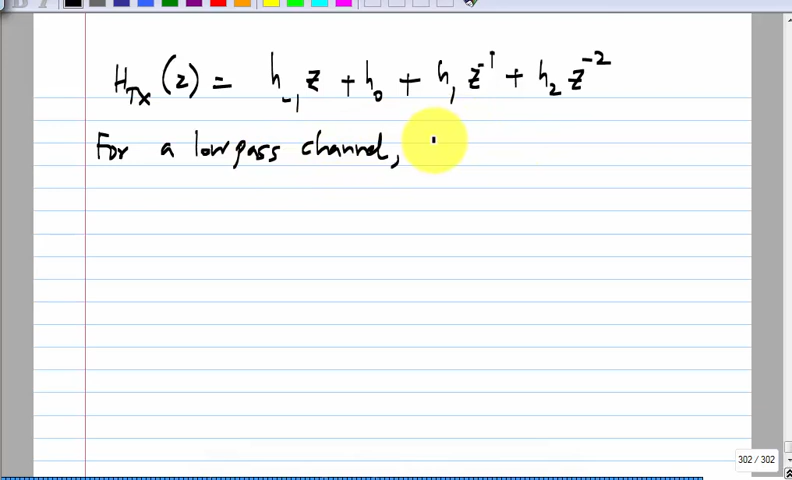 H_TX (z) = h_-1 z + h_0 + h_1 z^-1 + h_2 z^-2
For a lowpass channel,
302 / 302